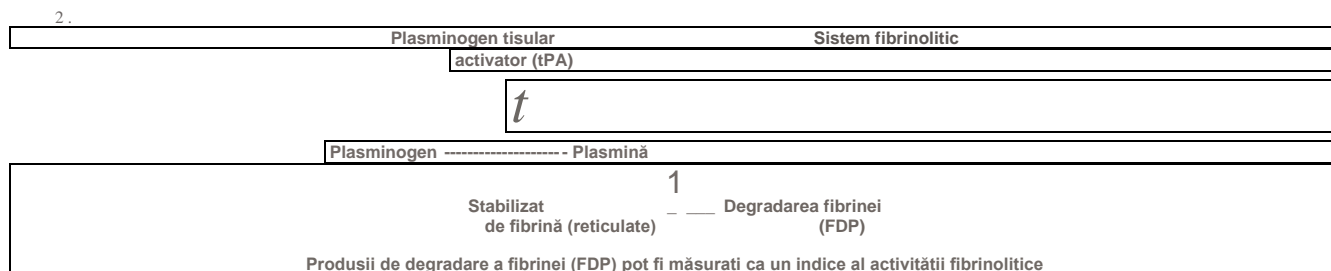 2 .
Plasminogen tisular Sistem fibrinolitic
activator (tPA)
t
Plasminogen --------------------- - Plasmină
1
Stabilizat _ ___ Degradarea fibrinei
de fibrină (reticulate) (FDP)
Produsii de degradare a fibrinei (FDP) pot fi măsurati ca un indice al activitătii fibrinolitice